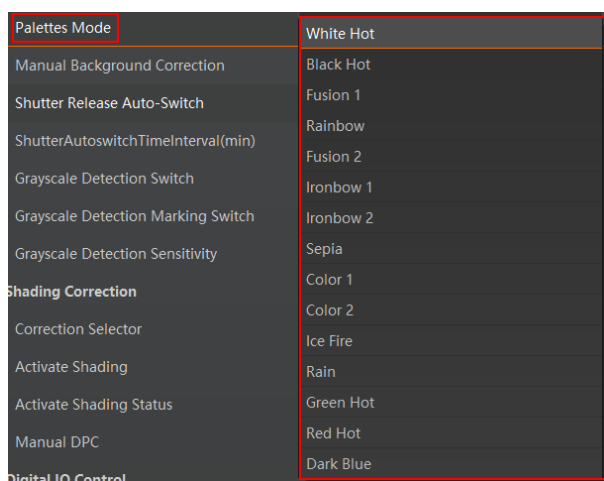 Palettes Mode
Manual Background Correction
Shutter Release Auto-Switch
ShutterAutoswitchTimeInterval(min)
Grayscale Detection Switch
Grayscale Detection Marking Switch
Grayscale Detection Sensitivity
Shading Correction
Correction Selector
Activate Shading
Activate Shading Status
Manual DPC
Digital IO Control
White Hot
Black Hot
Fusion 1
Rainbow
Fusion 2
Ironbow 1
Ironbow 2
Sepia
Color 1
Color 2
Ice Fire
Rain
Green Hot
Red Hot
Dark Blue